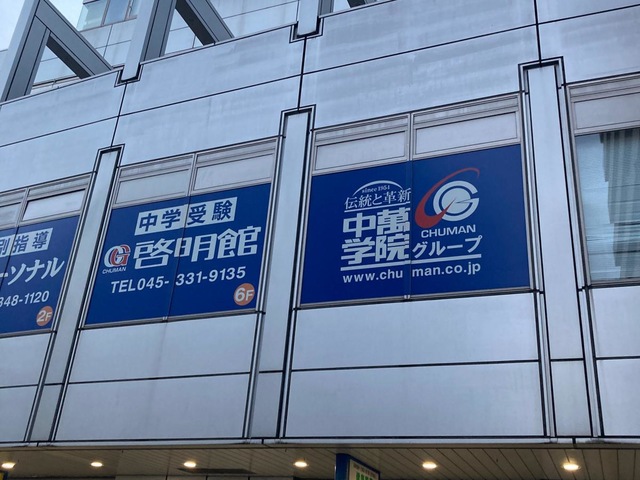 別指導
ーソナル
348-1120
2F
中学受験
CHUMAN
啓明館
TEL045-331-9135
6F
since 1954
伝統と革新
中萬
学院
CHUMAN
グループ
www.chuman.co.jp